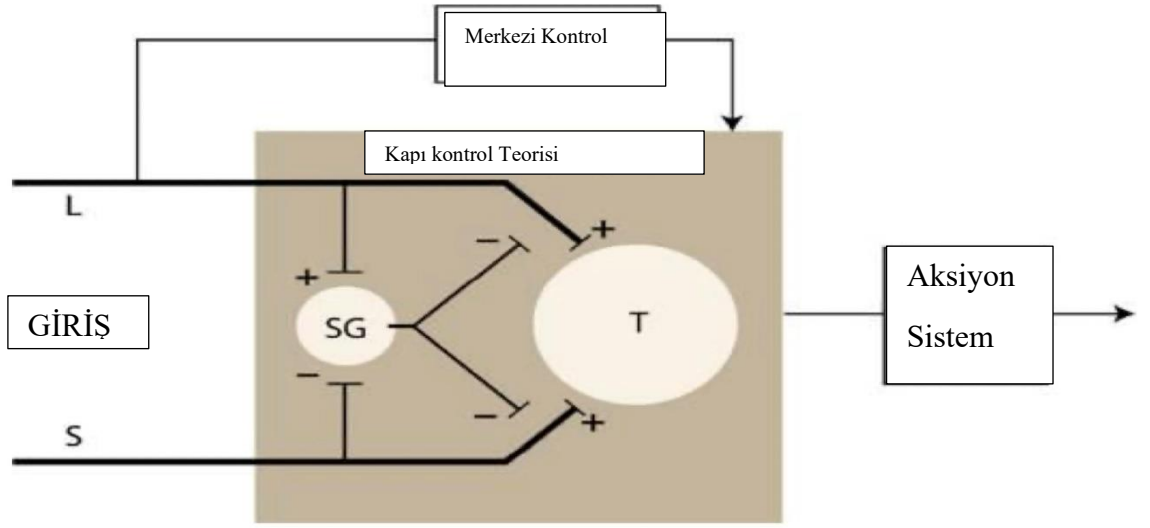 Merkezi Kontrol
Kapı kontrol Teorisi
L
+
-
+
SG
T
GİRİŞ
Aksiyon
Sistem
-
-
+
S